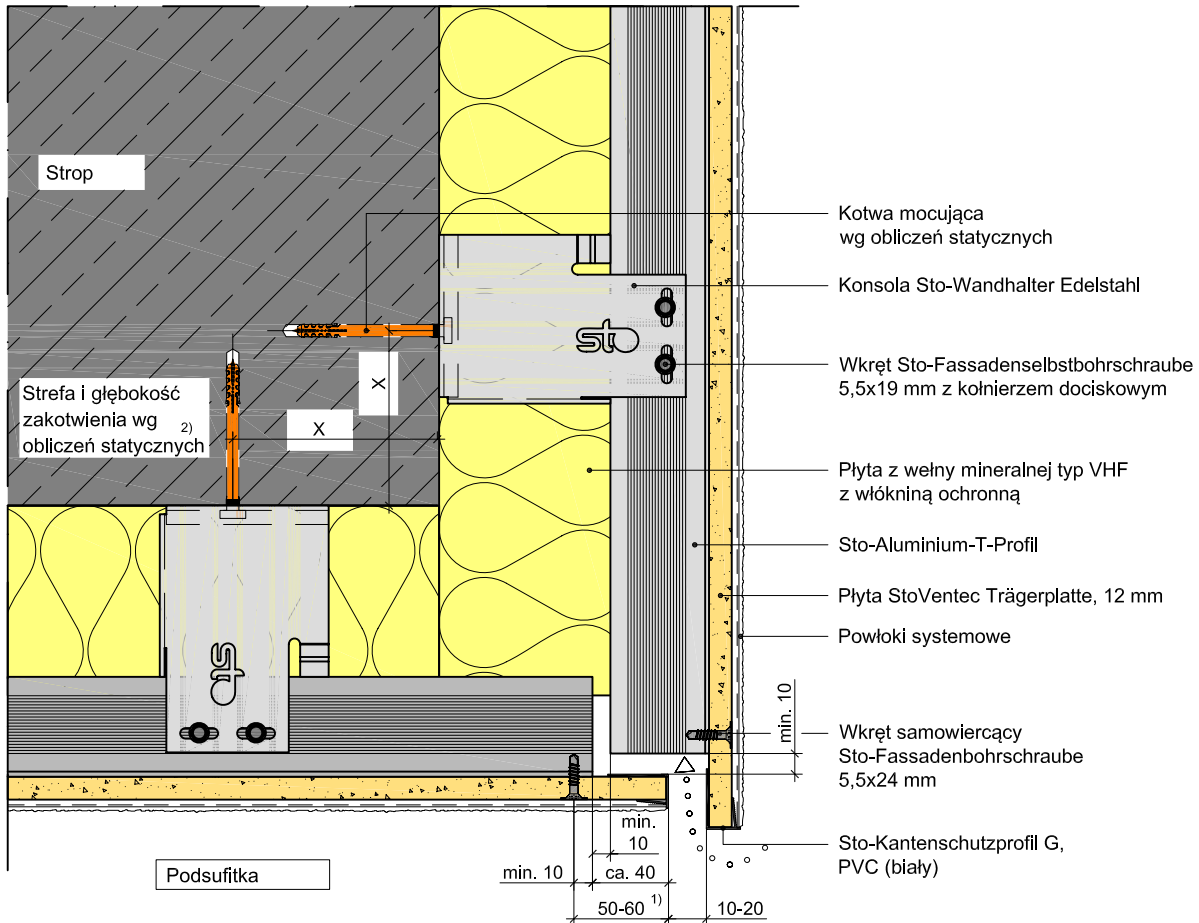 Strop
Kotwa mocująca
wg obliczeń statycznych
Konsola Sto-Wandhalter Edelstahl
sto
Wkręt Sto-Fassadenselbstbohrschraube
5,5x19 mm z kołnierzem dociskowym
Strefa i głębokość
zakotwienia wg
obliczeń statycznych 2)
X
X
Płyta z wełny mineralnej typ VHF
z włókniną ochronną
Sto-Aluminium-T-Profil
Płyta StoVentec Trägerplatte, 12 mm
Powłoki systemowe
sto
min. 10
Wkręt samowiercący
Sto-Fassadenbohrschraube
5,5x24 mm
Sto-Kantenschutzprofil G,
PVC (biały)
Podsufitka
min.
10
min. 10
ca. 40
50-60 1)
10-20